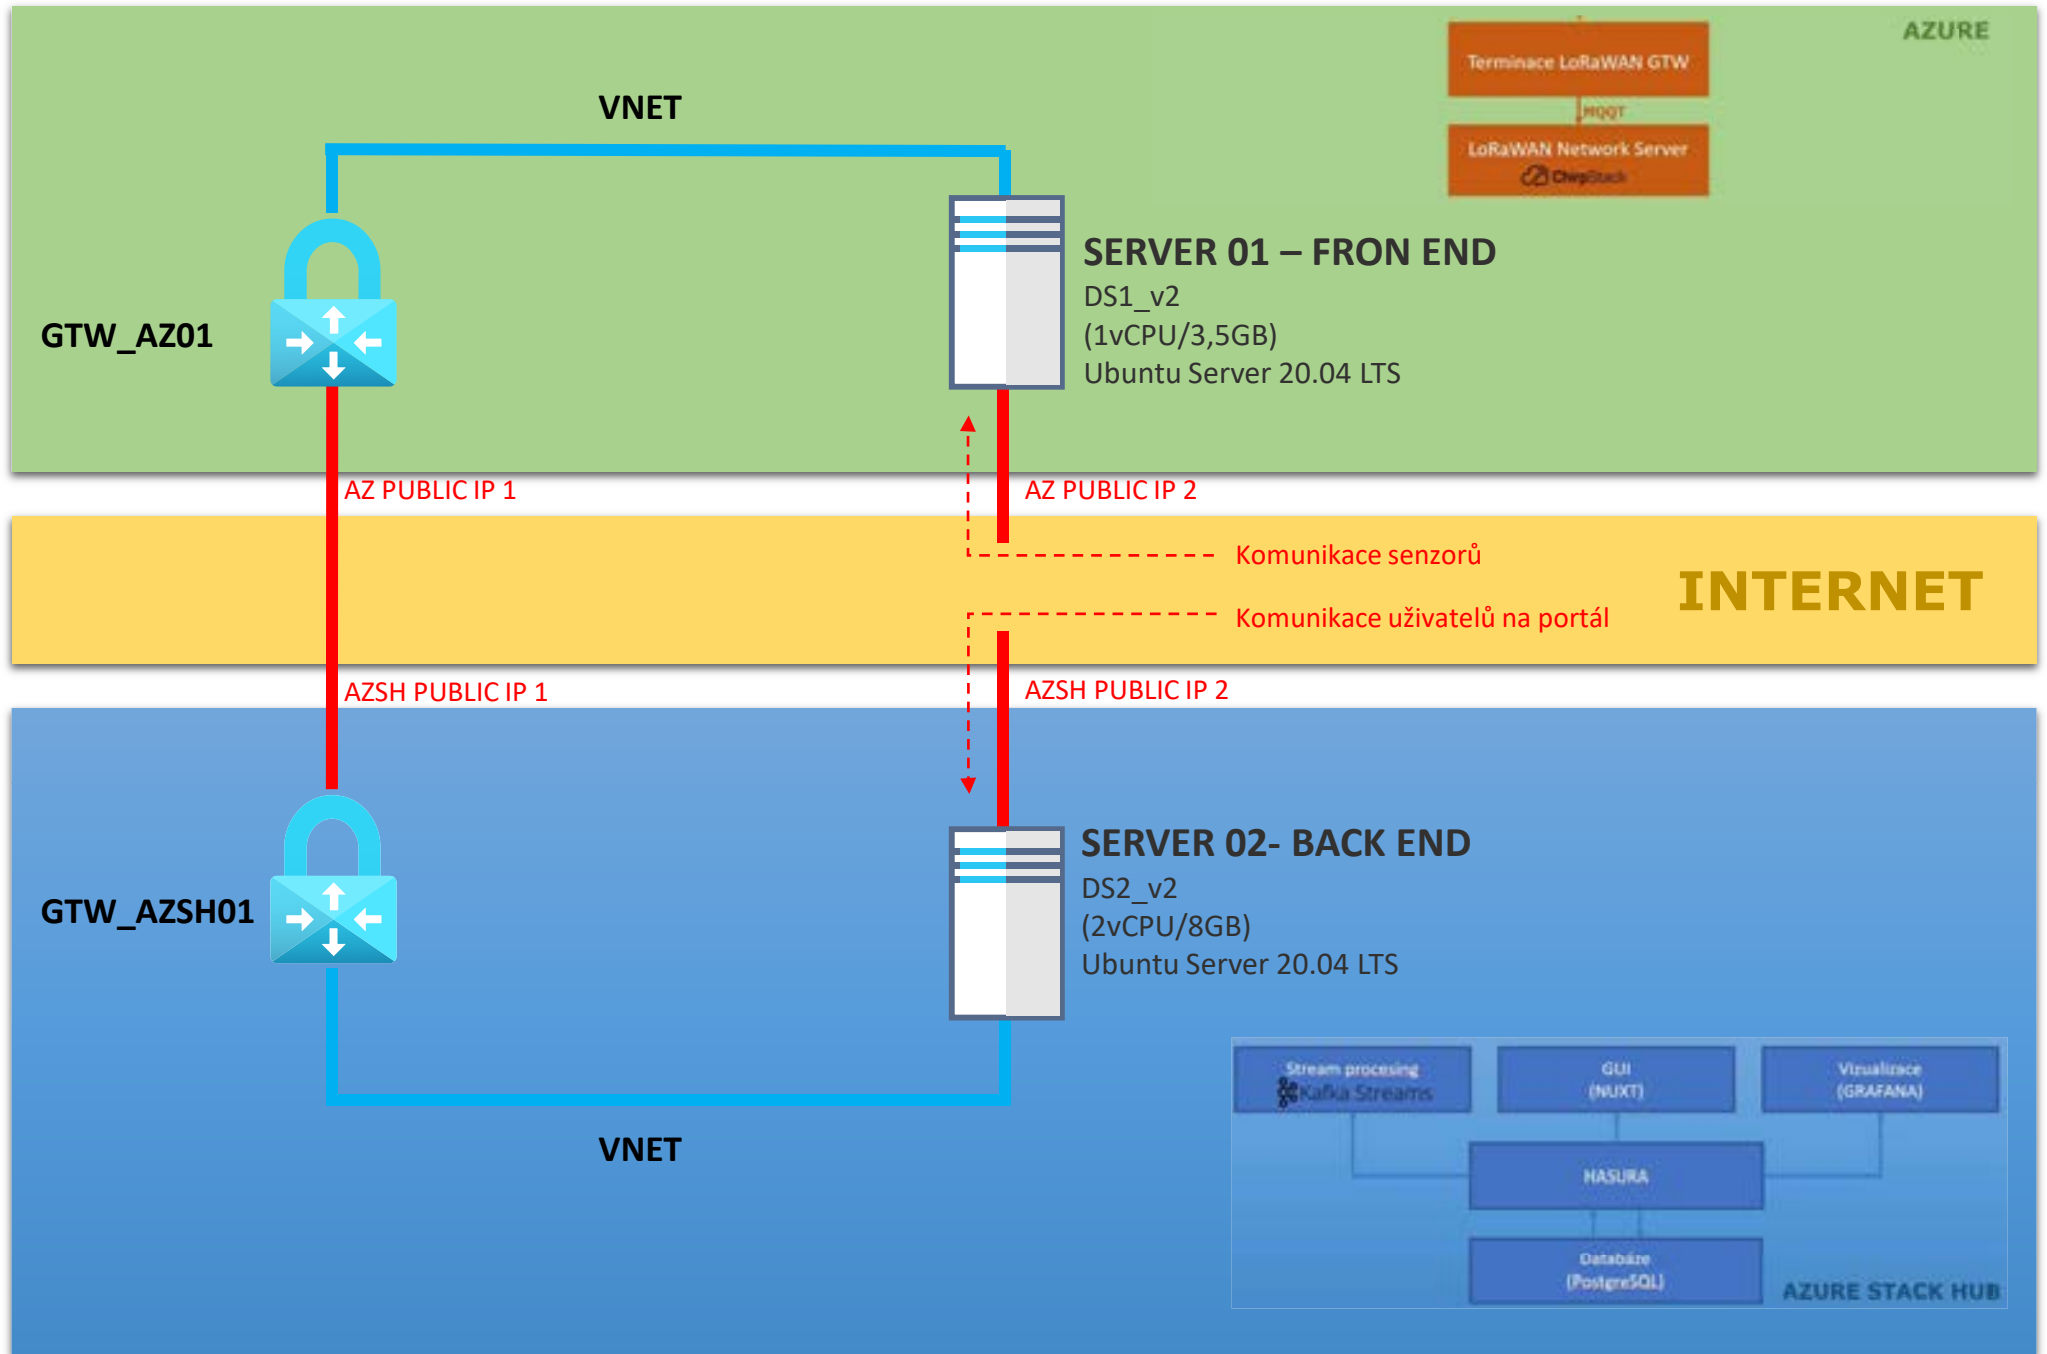 AZURE
Terminace LoRaWAN GTW
MQQT
LoRaWAN Network Server
ChirpStack
VNET
SERVER 01 – FRON END
DS1_v2
(1vCPU/3,5GB)
Ubuntu Server 20.04 LTS
GTW_AZ01
AZ PUBLIC IP 1
AZ PUBLIC IP 2
Komunikace senzorů
INTERNET
Komunikace uživatelů na portál
AZSH PUBLIC IP 1
AZSH PUBLIC IP 2
SERVER 02- BACK END
DS2_v2
(2vCPU/8GB)
Ubuntu Server 20.04 LTS
GTW_AZSH01
VNET
Stream procesing
Kafka Streams
GUI
(NUXT)
Vizualizace
(GRAFANA)
HASURA
Databáze
(PostgreSQL)
AZURE STACK HUB